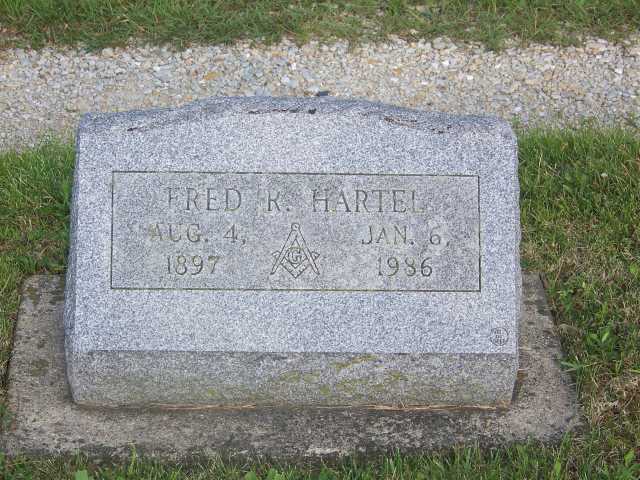 FRED R. HARTEL
AUG. 4, JAN. 6,
1897 G 1986